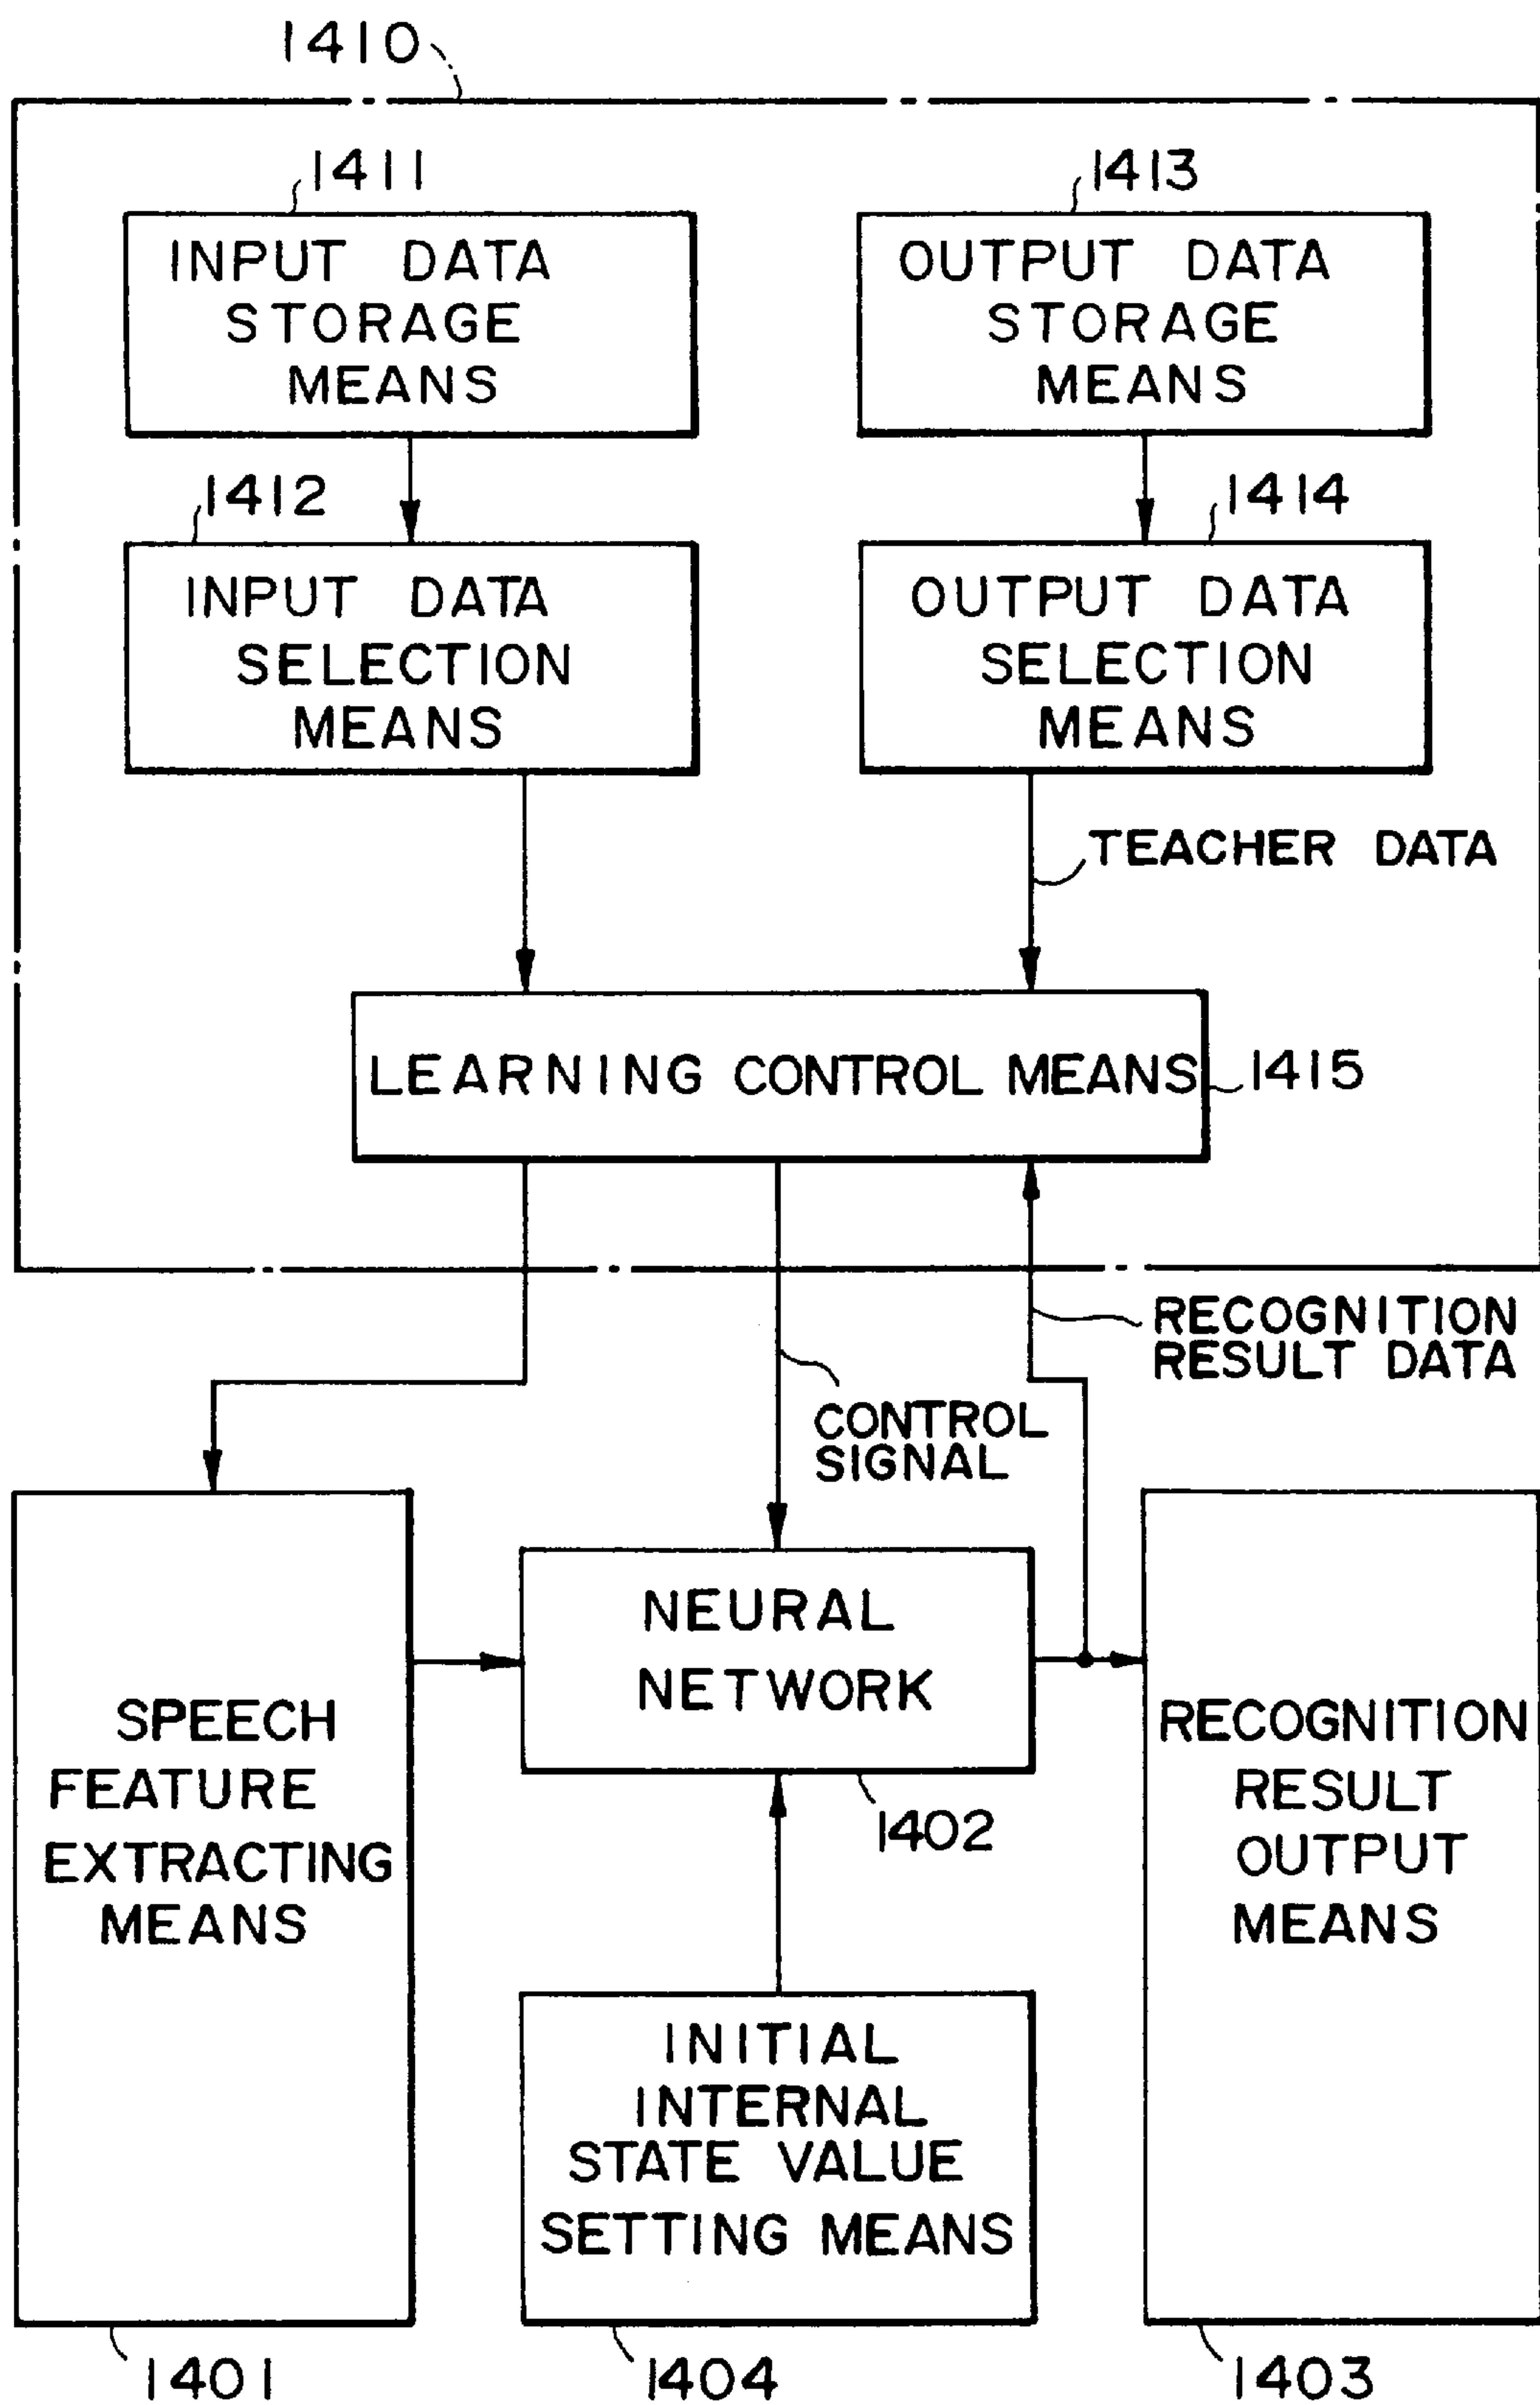 1410
1411
INPUT DATA
STORAGE
MEANS
1413
OUTPUT DATA
STORAGE
MEANS
1412
INPUT DATA
SELECTION
MEANS
1414
OUTPUT DATA
SELECTION
MEANS
TEACHER DATA
LEARNING CONTROL MEANS
1415
RECOGNITION
RESULT DATA
CONTROL
SIGNAL
SPEECH
FEATURE
EXTRACTING
MEANS
1401
NEURAL
NETWORK
1402
INITIAL
INTERNAL
STATE VALUE
SETTING MEANS
1404
RECOGNITION
RESULT
OUTPUT
MEANS
1403